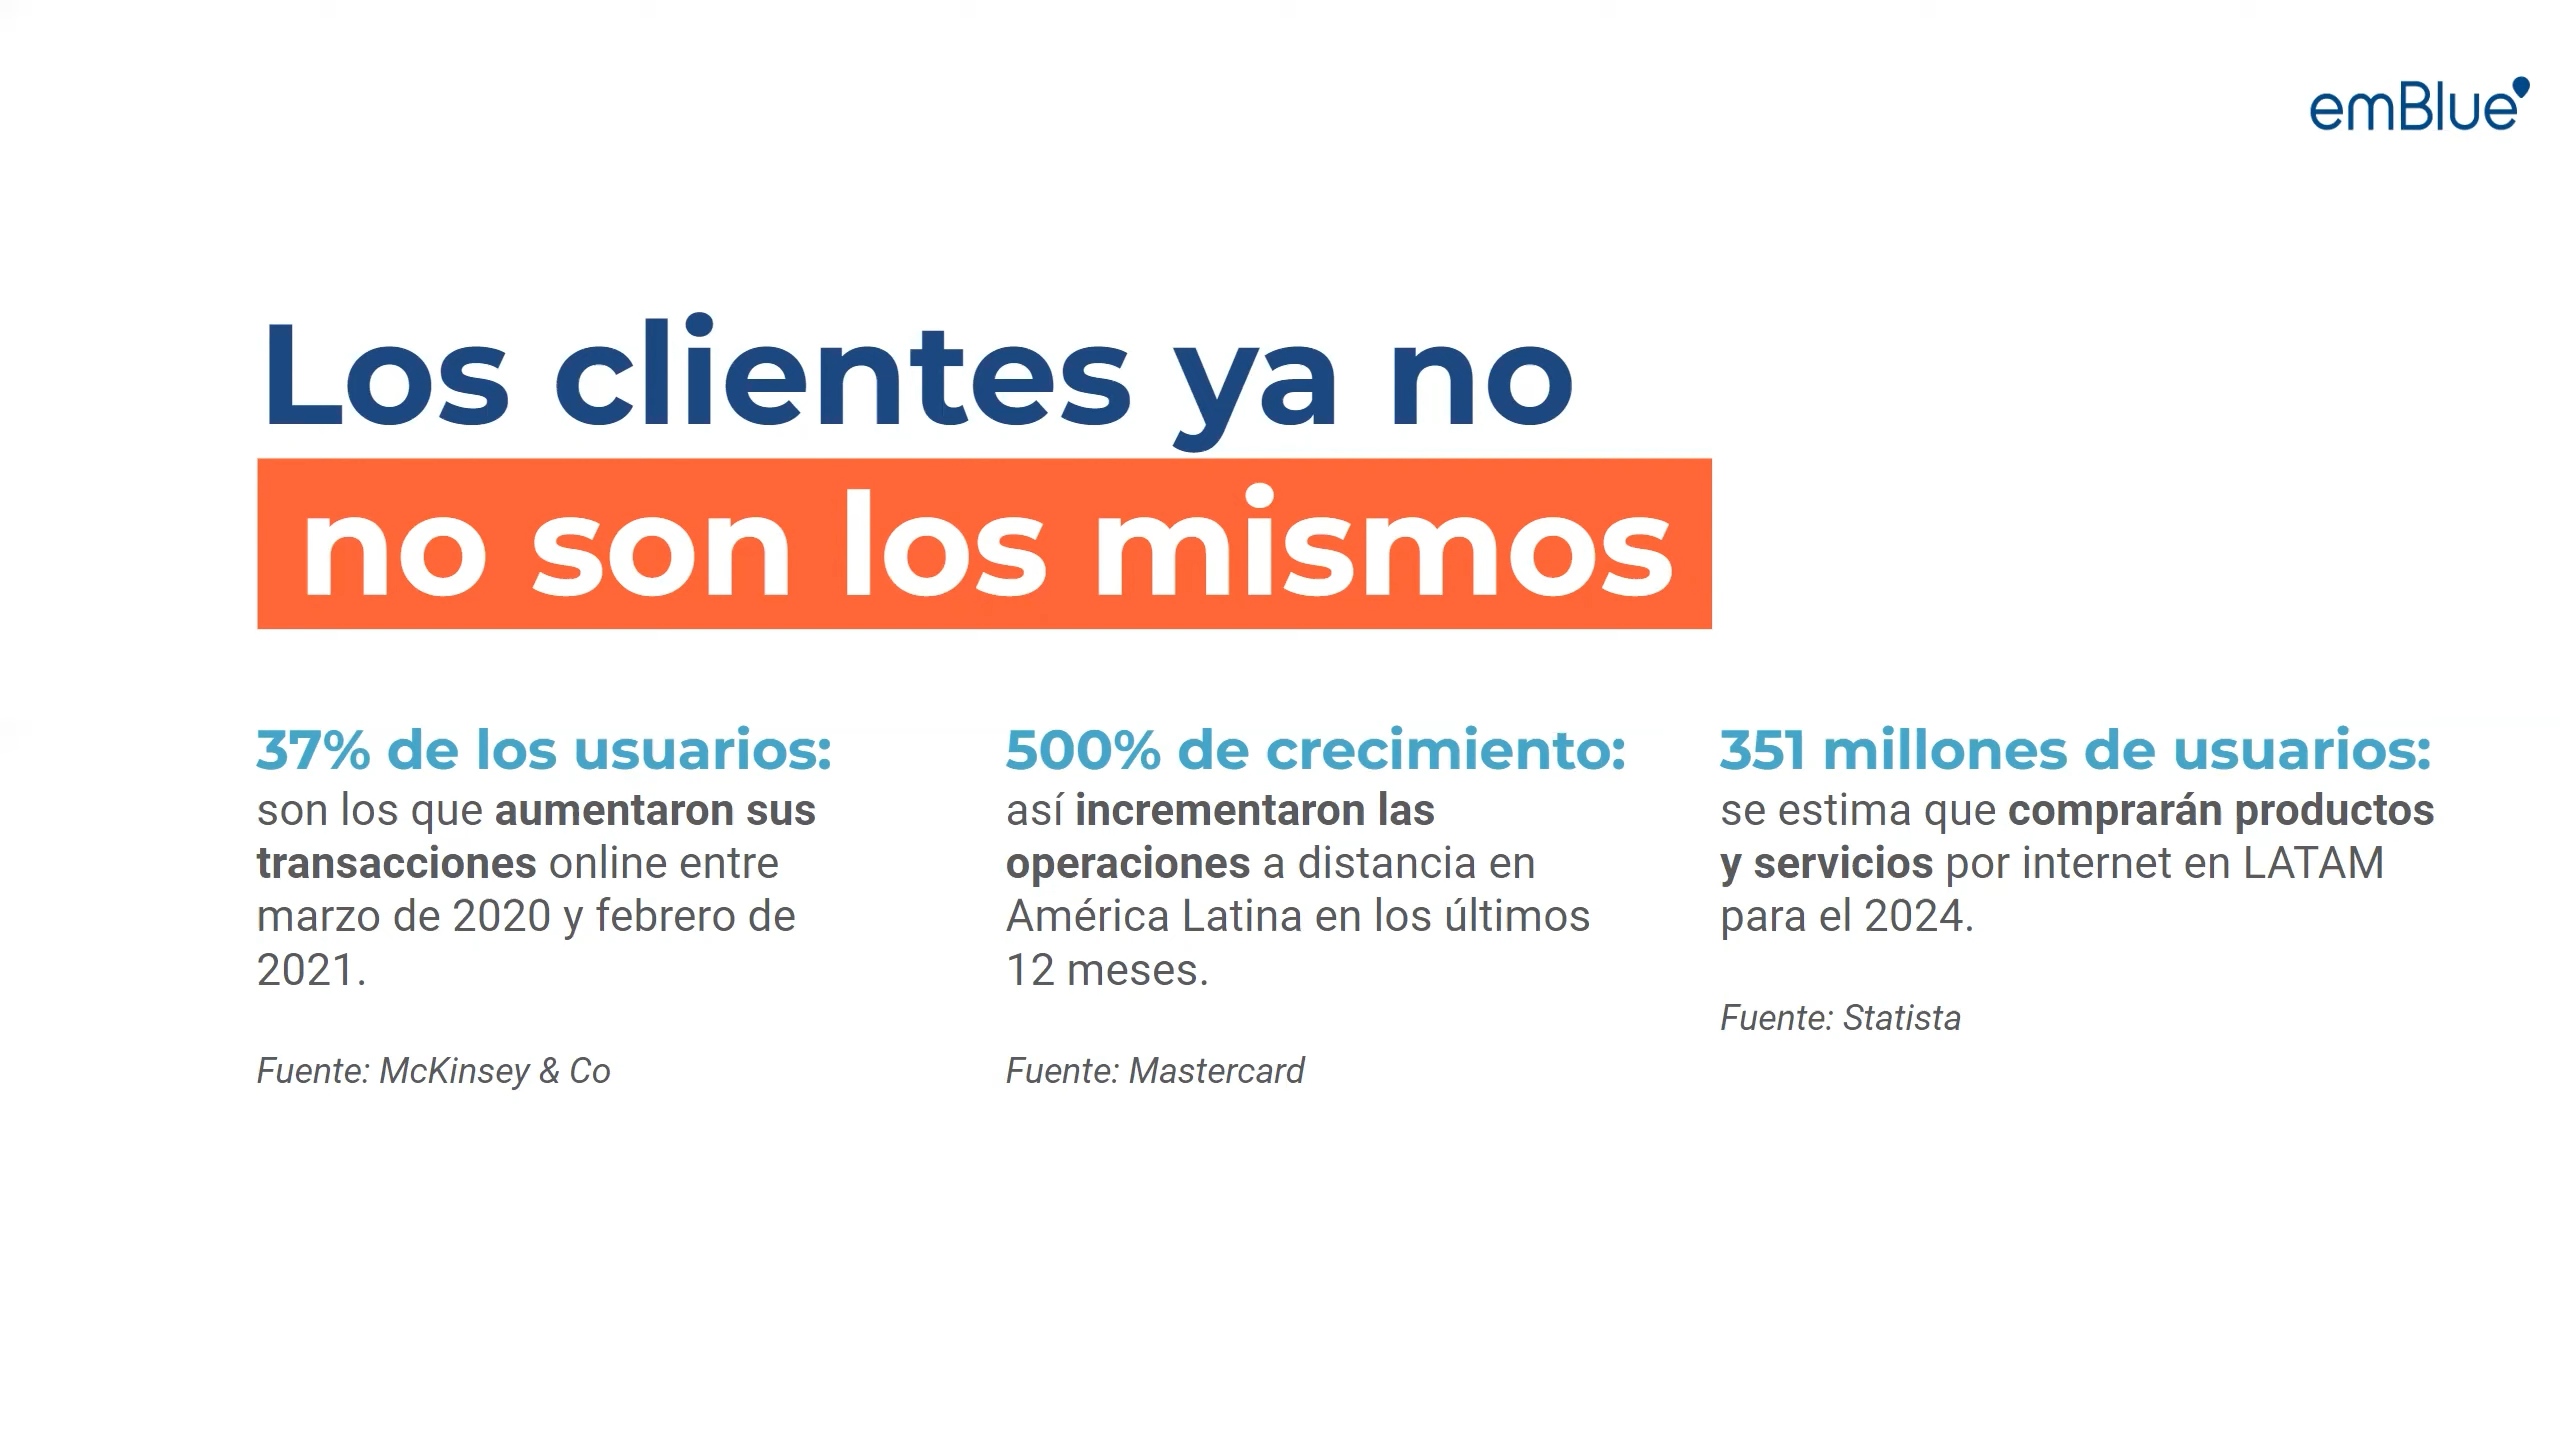 emBlue
Los clientes ya no
no son los mismos
37% de los usuarios:
son los que aumentaron sus
transacciones online entre
marzo de 2020 y febrero de
2021.
Fuente: McKinsey & Co
500% de crecimiento:
así incrementaron las
operaciones a distancia en
América Latina en los últimos
12 meses.
Fuente: Mastercard
351 millones de usuarios:
se estima que comprarán productos
y servicios por internet en LATAM
para el 2024.
Fuente: Statista